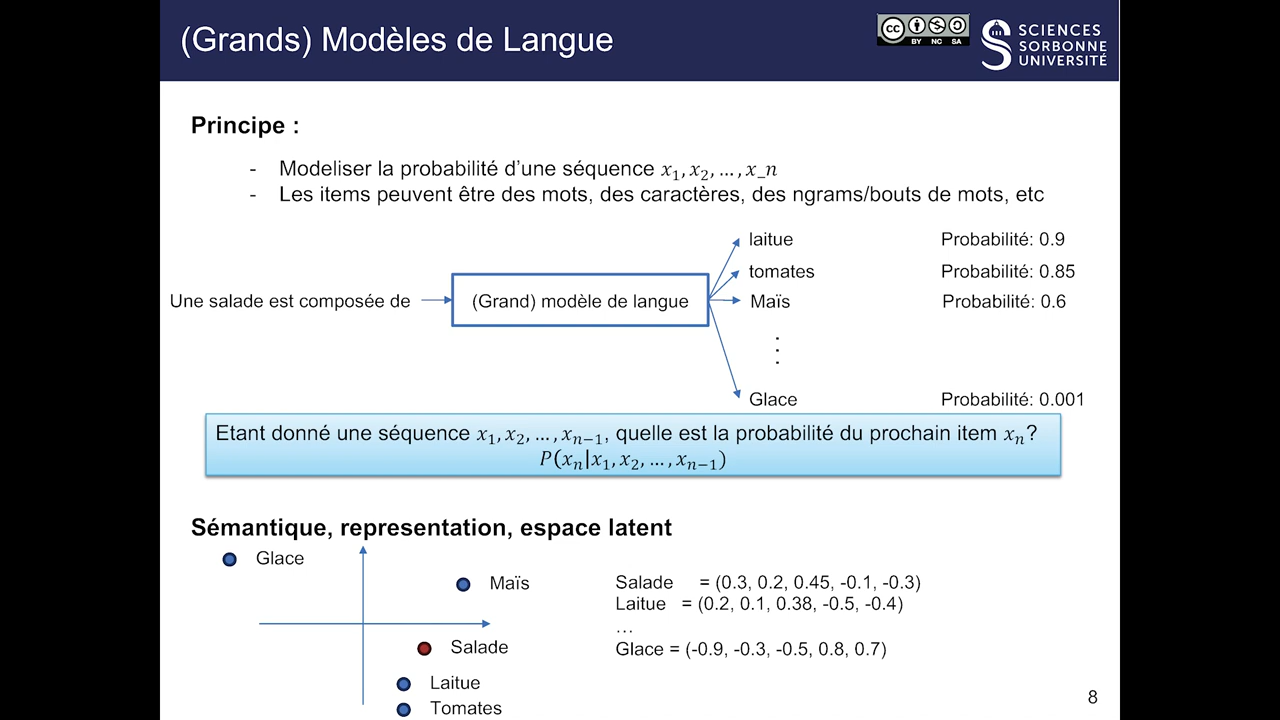 (Grands) Modèles de Langue
cc BY NC SA
SCIENCES
SORBONNE
UNIVERSITÉ
Principe :
- Modeliser la probabilité d’une séquence x₁, x₂, … , x_n
- Les items peuvent être des mots, des caractères, des ngrams/bouts de mots, etc
laitue Probabilité: 0.9
tomates Probabilité: 0.85
Une salade est composée de (Grand) modèle de langue Maïs Probabilité: 0.6
Glace Probabilité: 0.001
Etant donné une séquence x₁, x₂, … , xₙ₋₁, quelle est la probabilité du prochain item xₙ?
P(xₙ|x₁, x₂, … , xₙ₋₁)
Sémantique, representation, espace latent
Glace
Maïs
Salade
Laitue
Tomates
Salade = (0.3, 0.2, 0.45, -0.1, -0.3)
Laitue = (0.2, 0.1, 0.38, -0.5, -0.4)
…
Glace = (-0.9, -0.3, -0.5, 0.8, 0.7)
8